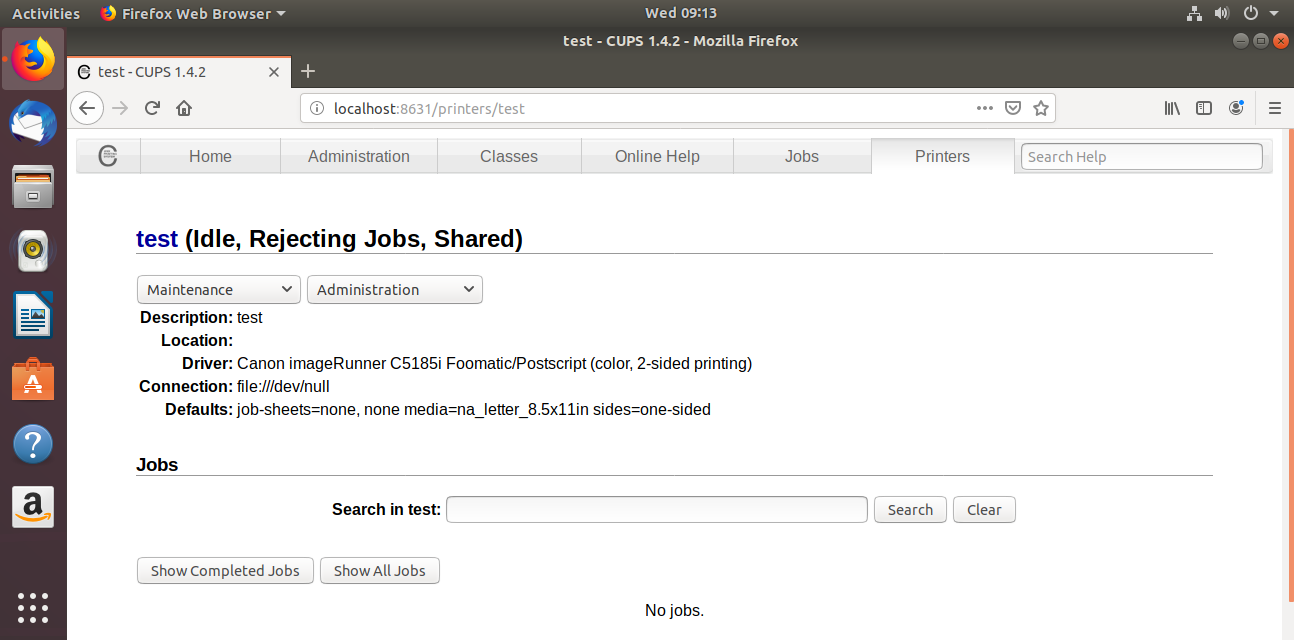 Activities Firefox Web Browser Wed 09:13
test - CUPS 1.4.2 - Mozilla Firefox
test - CUPS 1.4.2
localhost:8631/printers/test
Home Administration Classes Online Help Jobs Printers Search Help
test (Idle, Rejecting Jobs, Shared)
Maintenance Administration
Description: test
Location:
Driver: Canon imageRunner C5185i Foomatic/Postscript (color, 2-sided printing)
Connection: file:///dev/null
Defaults: job-sheets=none, none media=na_letter_8.5x11in sides=one-sided
Jobs
Search in test: Search Clear
Show Completed Jobs Show All Jobs
No jobs.